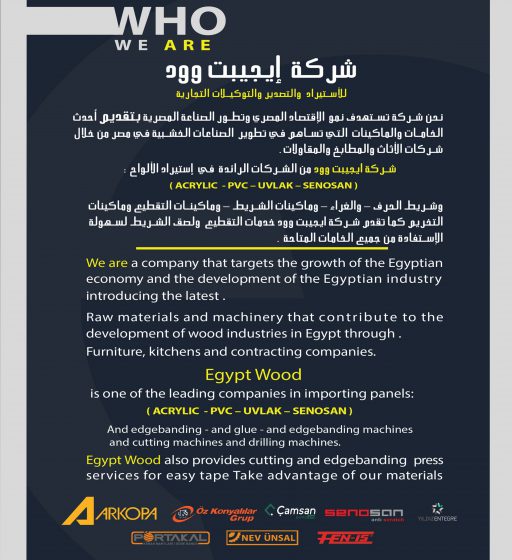 WHO
WE ARE
شركة إيجيبت وود
للاستيراد والتصدير والتوكيلات التجارية
نحن شركة تستهدف نمو الإقتصاد المصري وتطور الصناعة المصرية بتقديم أحدث
الخامات والماكينات التي تساهم في تطوير الصناعات الخشبية في مصر من خلال
شركات الأثاث والمطابخ والمقاولات.
شركة ايجيبت وود من الشركات الرائدة في إستيراد الألواح :
( ACRYLIC - PVC – UVLAK – SENOSAN )
وشريط الحرف – والغراء – وماكينات الشريط – وماكينات التقطيع وماكينات
التخريم كما تقدم شركة ايجيبت وود خدمات التقطيع ولصق الشريط لسهولة
الإستفادة من جميع الخامات المتاحة .
We are a company that targets the growth of the Egyptian
economy and the development of the Egyptian industry
introducing the latest .
Raw materials and machinery that contribute to the
development of wood industries in Egypt through .
Furniture, kitchens and contracting companies.
Egypt Wood
is one of the leading companies in importing panels:
( ACRYLIC - PVC – UVLAK – SENOSAN )
And edgebanding - and glue - and edgebanding machines
and cutting machines and drilling machines.
Egypt Wood also provides cutting and edgebanding press
services for easy tape Take advantage of our materials
ARKOPA
Öz Konyalılar
Grup
Çamsan
senosan
anti-scratch
YILDIZENTEGRE
PORTAKAL
NEV ÜNSAL
FEN-İŞ